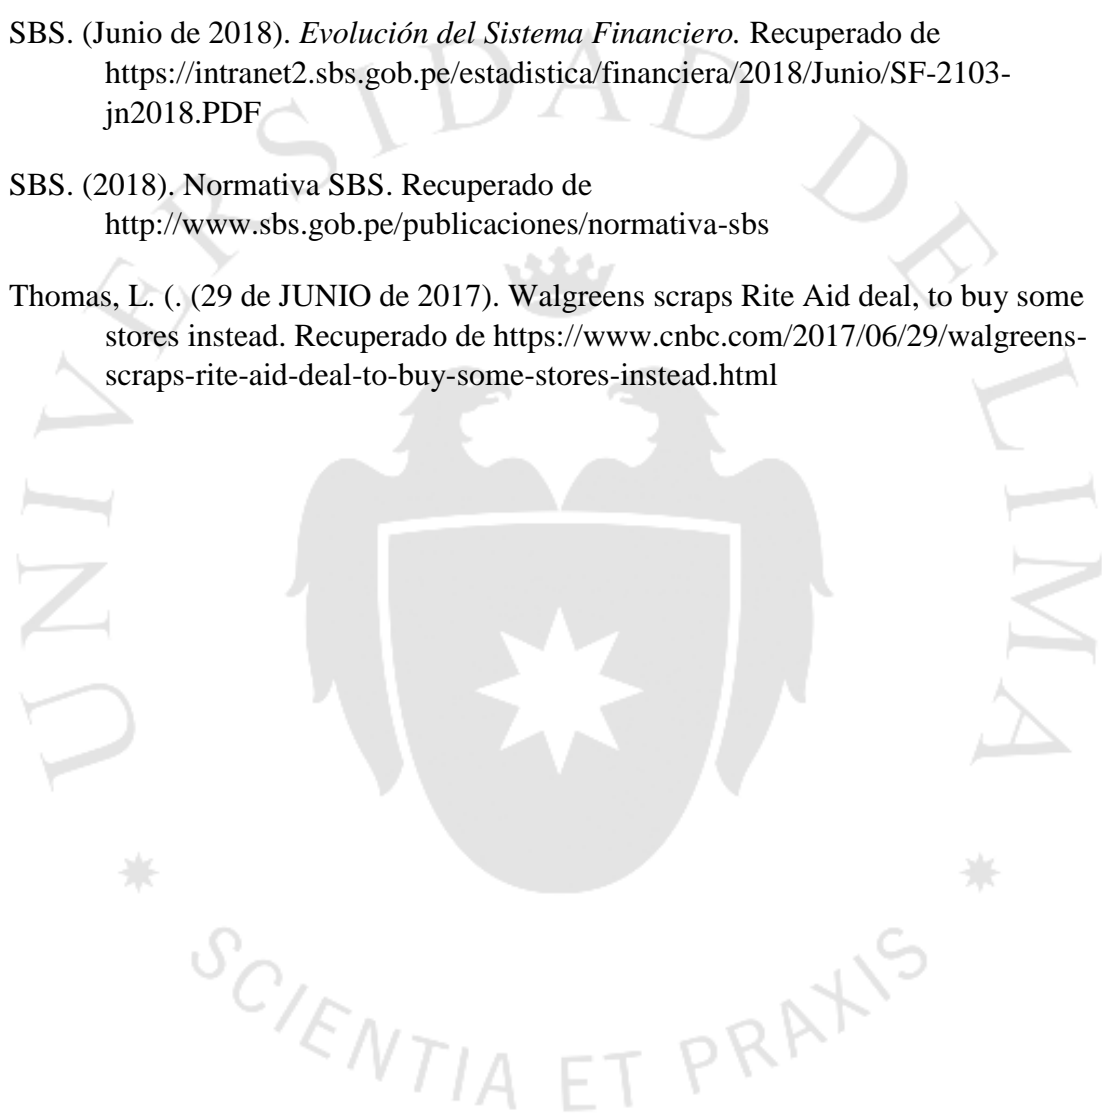 SBS. (Junio de 2018). Evolución del Sistema Financiero. Recuperado de
https://intranet2.sbs.gob.pe/estadistica/financiera/2018/Junio/SF-2103-
jn2018.PDF
SBS. (2018). Normativa SBS. Recuperado de
http://www.sbs.gob.pe/publicaciones/normativa-sbs
Thomas, L. (. (29 de JUNIO de 2017). Walgreens scraps Rite Aid deal, to buy some
stores instead. Recuperado de https://www.cnbc.com/2017/06/29/walgreens-
scraps-rite-aid-deal-to-buy-some-stores-instead.html
UNIVERSIDAD DE LIMA
SCIENTIA ET PRAXIS